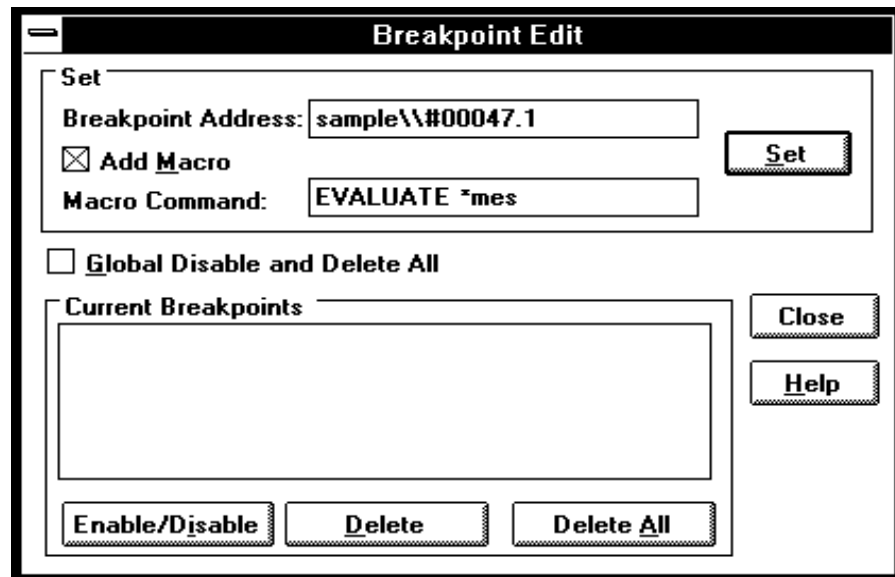 Breakpoint Edit
Set
Breakpoint Address: sample\\#00047.1
Add Macro
Set
Macro Command: EVALUATE *mes
Global Disable and Delete All
Current Breakpoints
Close
Help
Enable/Disable Delete Delete All